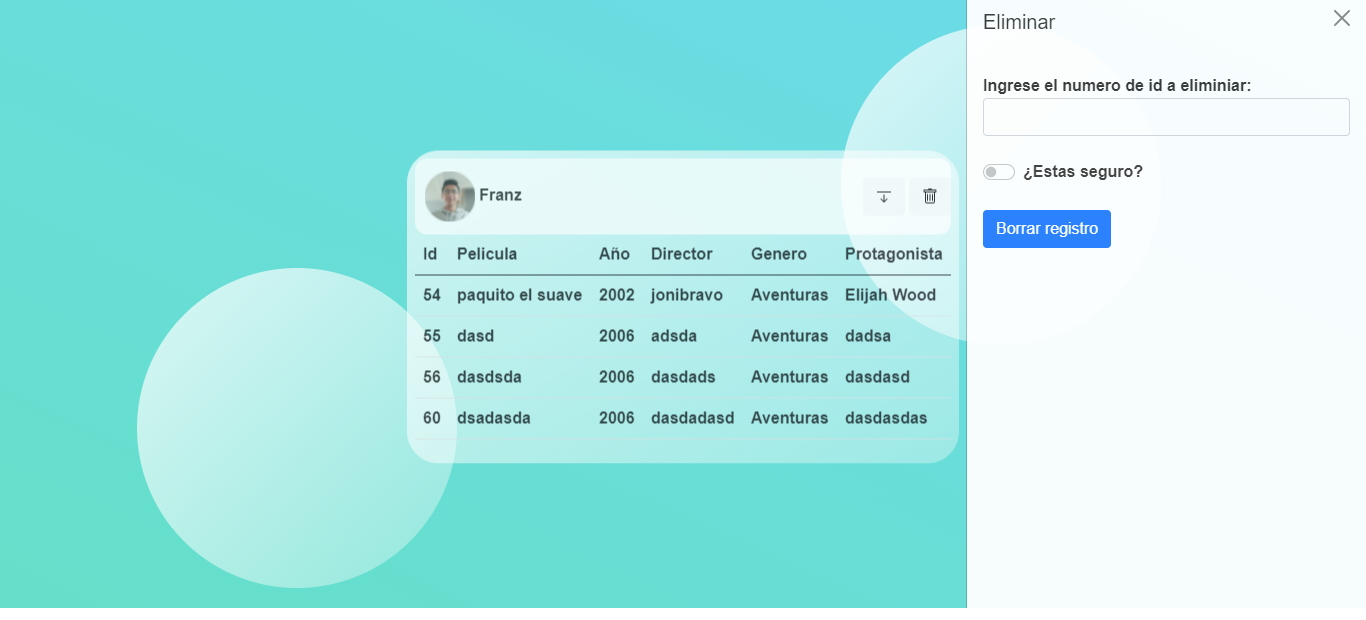 Eliminar
Ingrese el numero de id a eliminiar:
¿Estas seguro?
Borrar registro
Franz
Id Pelicula Año Director Genero Protagonista
54 paquito el suave 2002 jonibravo Aventuras Elijah Wood
55 dasd 2006 adsda Aventuras dadsa
56 dasdsda 2006 dasdads Aventuras dasdasd
60 dsadasda 2006 dasdadasd Aventuras dasdasdas